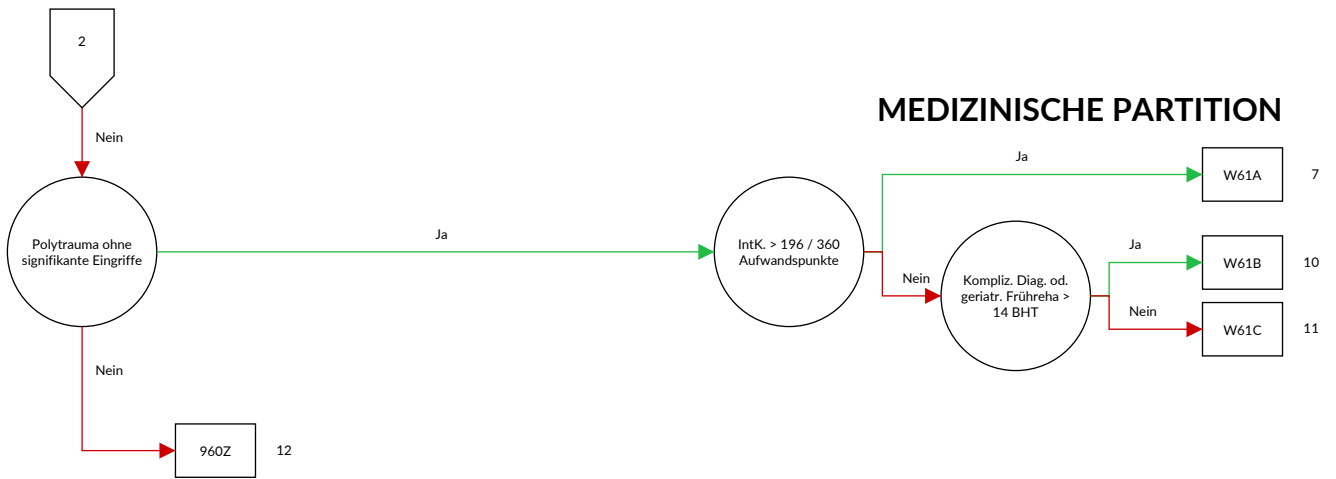 2
Nein
MEDIZINISCHE PARTITION
Ja
W61A
7
Polytrauma ohne
signifikante Eingriffe
Ja
IntK. > 196 / 360
Aufwandspunkte
Nein
Kompliz. Diag. od.
geriatr. Frühreha >
14 BHT
Ja
W61B
10
Nein
W61C
11
Nein
960Z
12